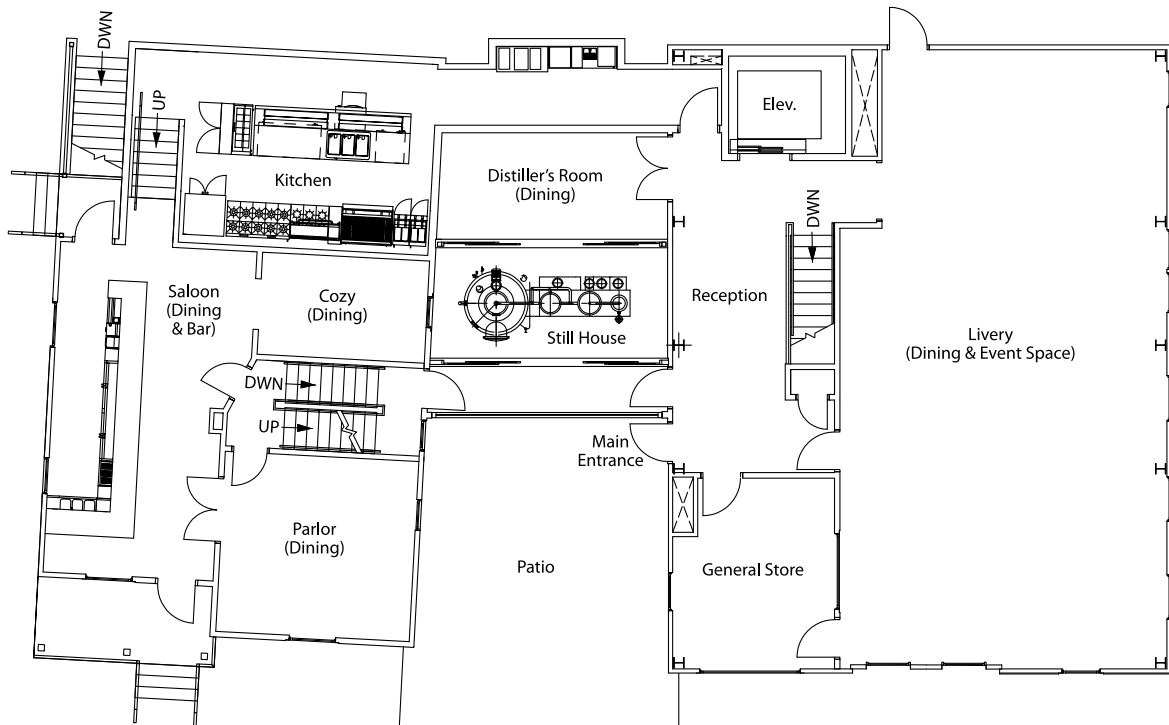 DWN
UP
Elev.
Kitchen
Distiller's Room
(Dining)
DWN
Saloon
(Dining
& Bar)
Cozy
(Dining)
Reception
Still House
Livery
(Dining & Event Space)
DWN
UP
Main
Entrance
Parlor
(Dining)
Patio
General Store